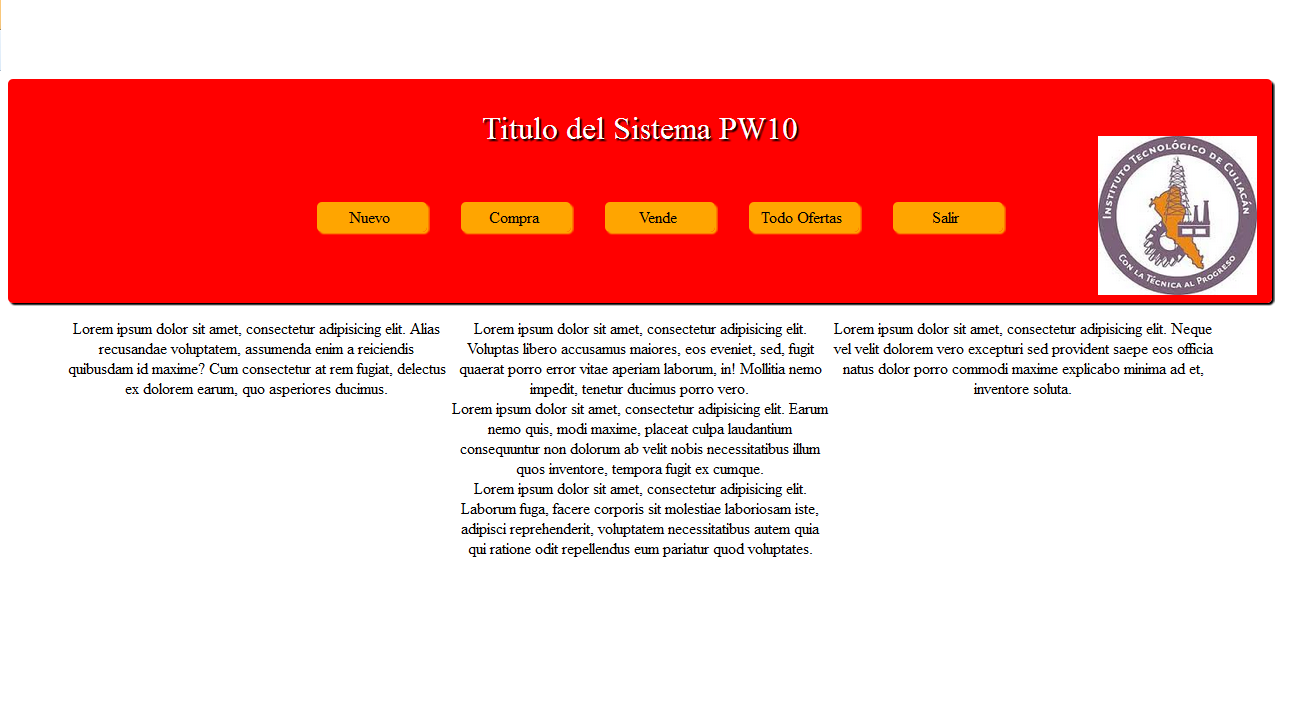 Titulo del Sistema PW10
INSTITUTO TECNOLÓGICO DE CULIACÁN
CON LA TÉCNICA AL PROGRESO
Nuevo
Compra
Vende
Todo Ofertas
Salir
Lorem ipsum dolor sit amet, consectetur adipisicing elit. Alias
recusandae voluptatem, assumenda enim a reiciendis
quibusdam id maxime? Cum consectetur at rem fugiat, delectus
ex dolorem earum, quo asperiores ducimus.
Lorem ipsum dolor sit amet, consectetur adipisicing elit.
Voluptas libero accusamus maiores, eos eveniet, sed, fugit
quaerat porro error vitae aperiam laborum, in! Mollitia nemo
impedit, tenetur ducimus porro vero.
Lorem ipsum dolor sit amet, consectetur adipisicing elit. Earum
nemo quis, modi maxime, placeat culpa laudantium
consequuntur non dolorum ab velit nobis necessitatibus illum
quos inventore, tempora fugit ex cumque.
Lorem ipsum dolor sit amet, consectetur adipisicing elit.
Laborum fuga, facere corporis sit molestiae laboriosam iste,
adipisci reprehenderit, voluptatem necessitatibus autem quia
qui ratione odit repellendus eum pariatur quod voluptates.
Lorem ipsum dolor sit amet, consectetur adipisicing elit. Neque
vel velit dolorem vero excepturi sed provident saepe eos officia
natus dolor porro commodi maxime explicabo minima ad et,
inventore soluta.